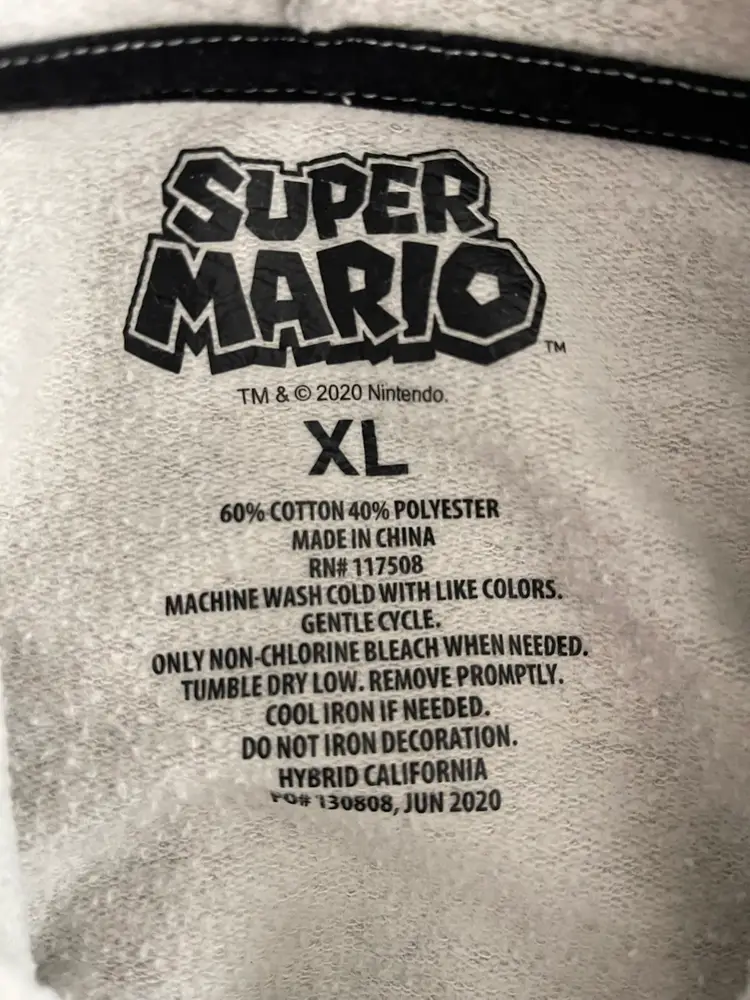 SUPER
MARIO™
TM & © 2020 Nintendo.
XL
60% COTTON 40% POLYESTER
MADE IN CHINA
RN# 117508
MACHINE WASH COLD WITH LIKE COLORS.
GENTLE CYCLE.
ONLY NON-CHLORINE BLEACH WHEN NEEDED.
TUMBLE DRY LOW. REMOVE PROMPTLY.
COOL IRON IF NEEDED.
DO NOT IRON DECORATION.
HYBRID CALIFORNIA
PO# 130808, JUN 2020